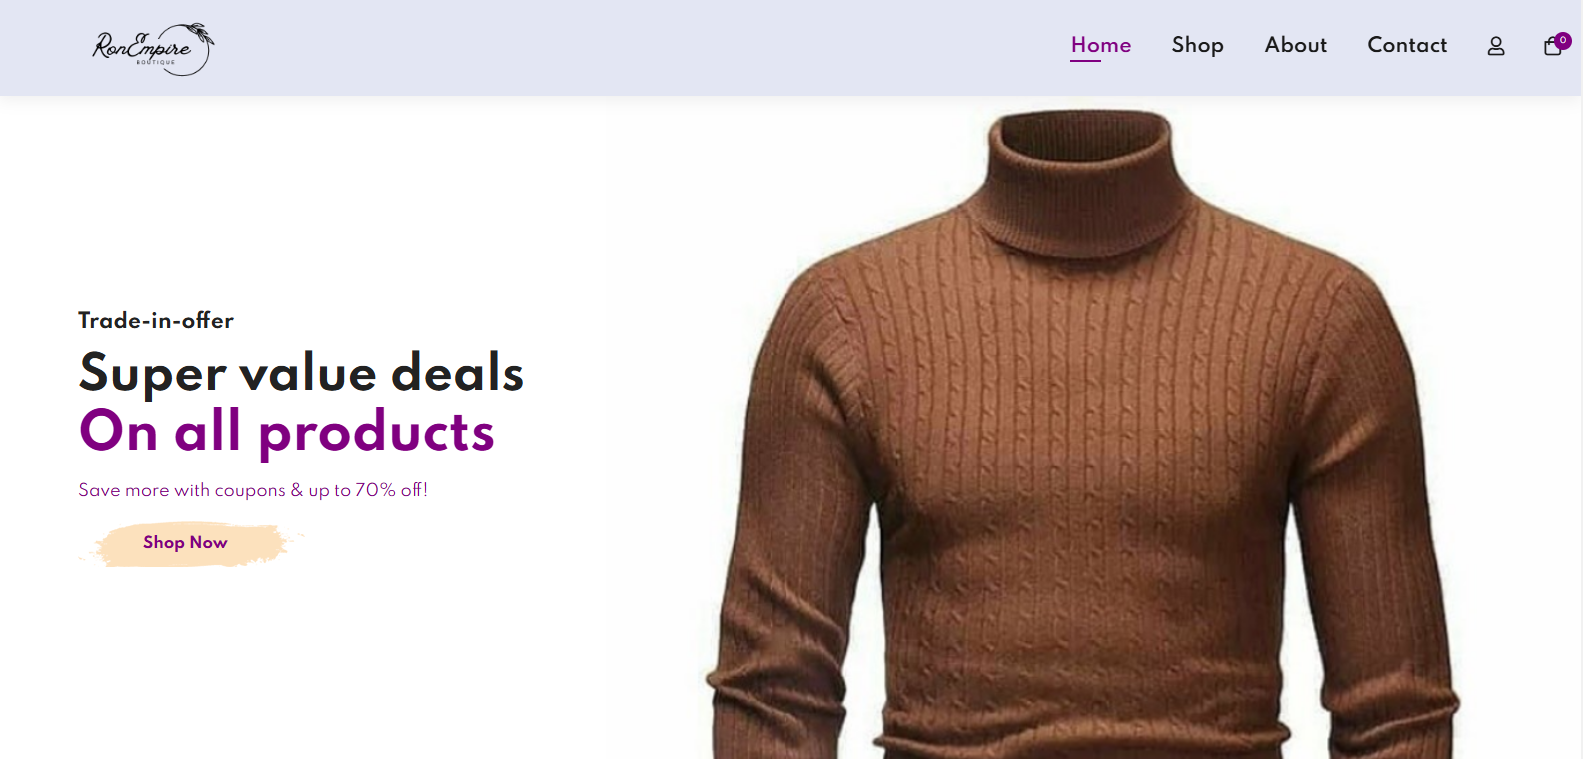 RonEmpire
BOUTIQUE
Home Shop About Contact 0
Trade-in-offer
Super value deals
On all products
Save more with coupons & up to 70% off!
Shop Now